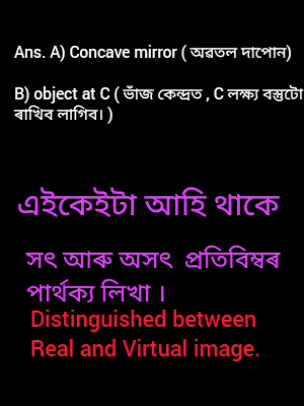 Ans. A) Concave mirror ( অৱতল দাপোন)
B) object at C ( ভাঁজ কেন্দ্ৰত , C লক্ষ্য বস্তুটো
ৰাখিব লাগিব। )
এইকেইটা আহি থাকে
সৎ আৰু অসৎ প্ৰতিবিম্বৰ
পাৰ্থক্য লিখা ।
Distinguished between
Real and Virtual image.